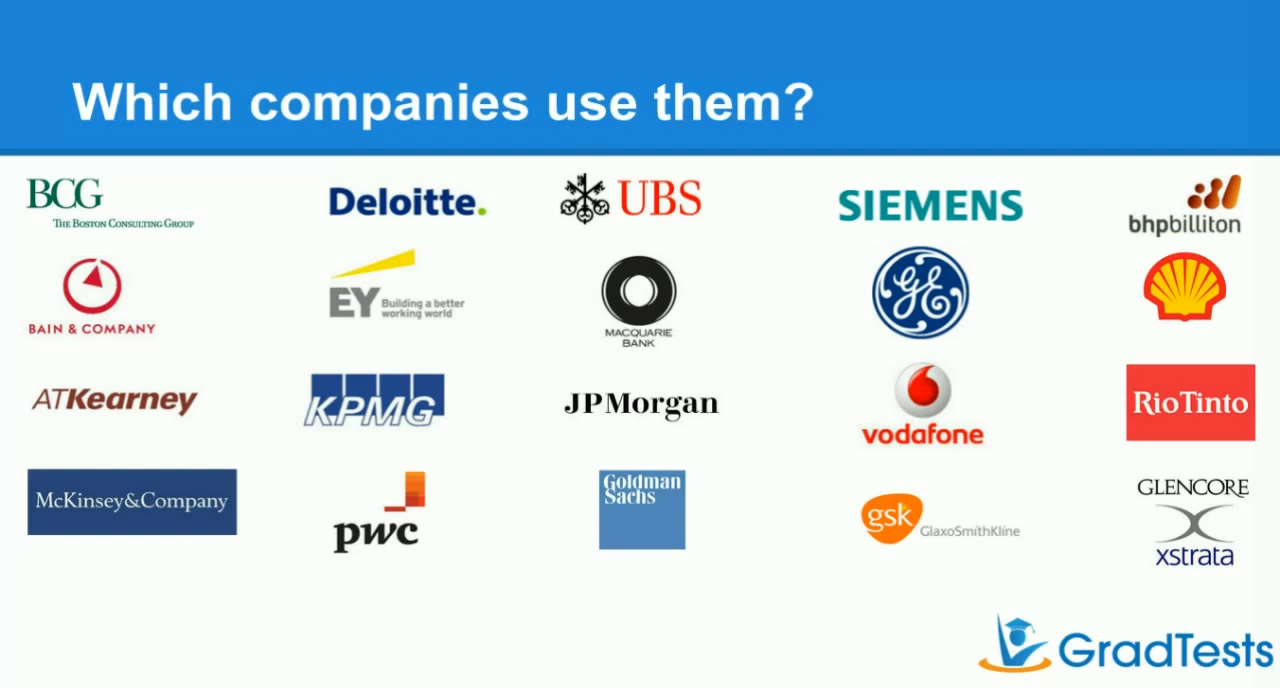 Which companies use them?
BCG
THE BOSTON CONSULTING GROUP
Deloitte.
UBS
SIEMENS
bhpbilliton
BAIN & COMPANY
EY Building a better
working world
MACQUARIE
BANK
GE
ATKearney
KPMG
JPMorgan
vodafone
RioTinto
McKinsey&Company
pwc
Goldman
Sachs
gsk GlaxoSmithKline
GLENCORE
xstrata
GradTests